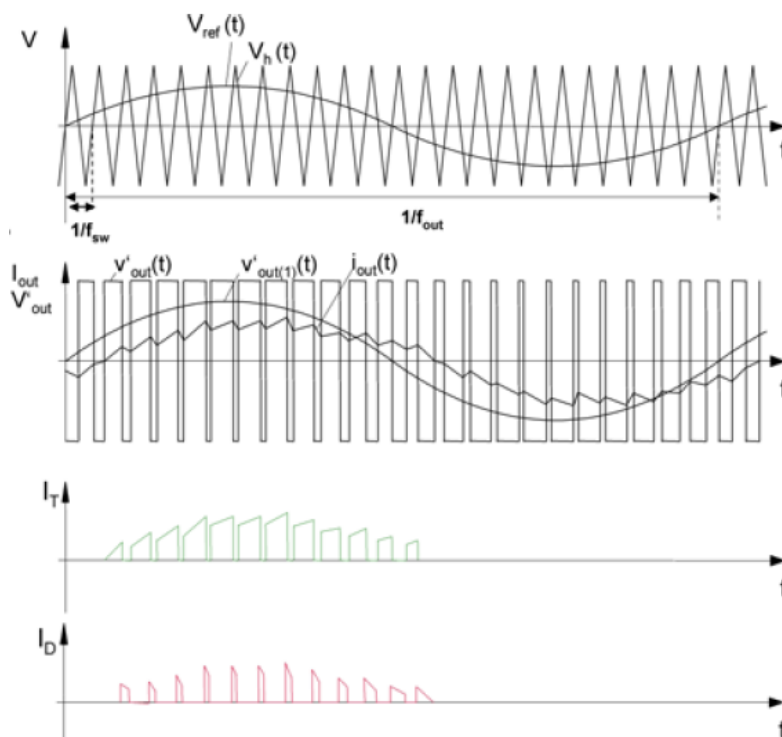 V_ref(t)
V
V_h(t)
t
1/f_sw
1/f_out
I_out
V'_out
v'_out(t)
v'_out(1)(t)
i_out(t)
t
I_T
t
I_D
t